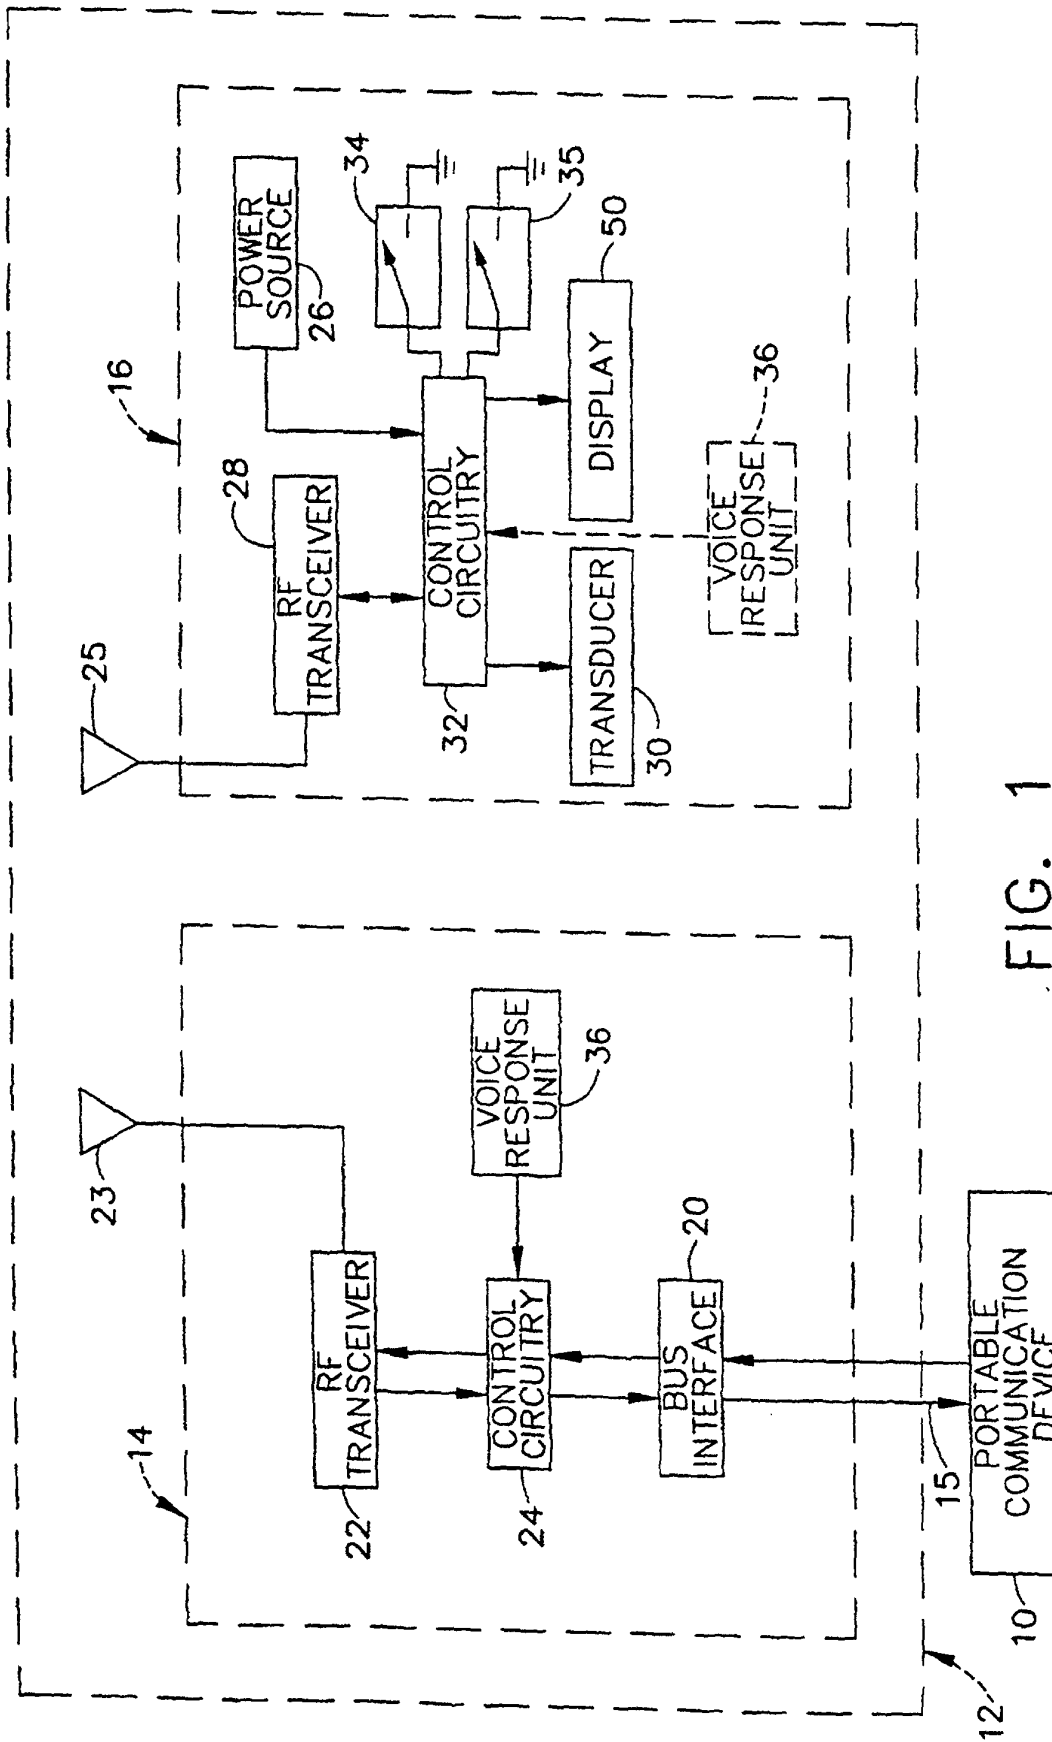 16
25
28
RF
TRANSCEIVER
POWER
SOURCE
26
34
35
32
CONTROL
CIRCUITRY
TRANSDUCER
30
DISPLAY
50
VOICE
RESPONSE
UNIT
36
14
23
22
RF
TRANSCEIVER
VOICE
RESPONSE
UNIT
36
24
CONTROL
CIRCUITRY
BUS
INTERFACE
20
15
12
10
PORTABLE
COMMUNICATION
DEVICE
FIG. 1